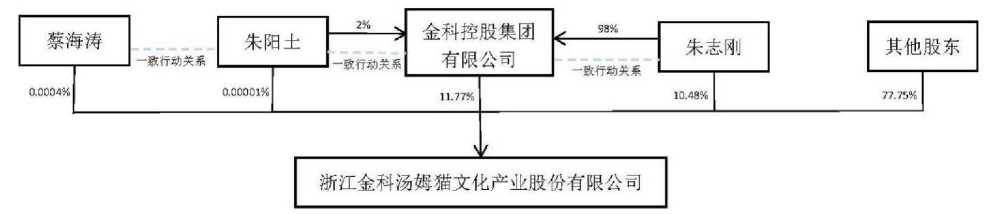 蔡海涛
朱阳土
2%
金科控股集团
有限公司
98%
朱志刚
其他股东
一致行动关系
一致行动关系
一致行动关系
0.0004%
0.00001%
11.77%
10.48%
77.75%
浙江金科汤姆猫文化产业股份有限公司